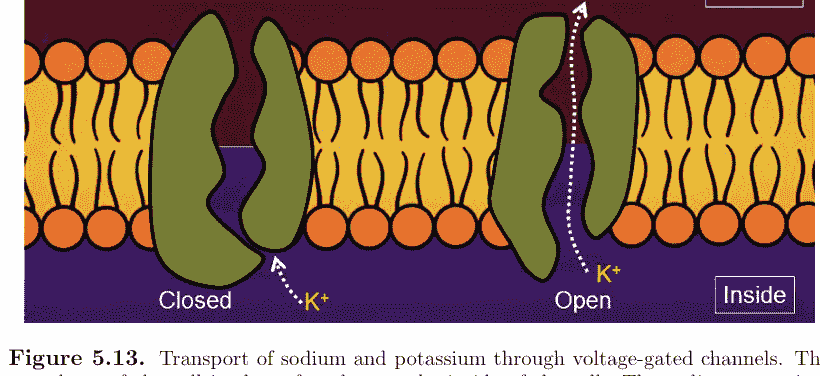 Closed
K+
Open
K+
Inside
Figure 5.13. Transport of sodium and potassium through voltage-gated channels. Th